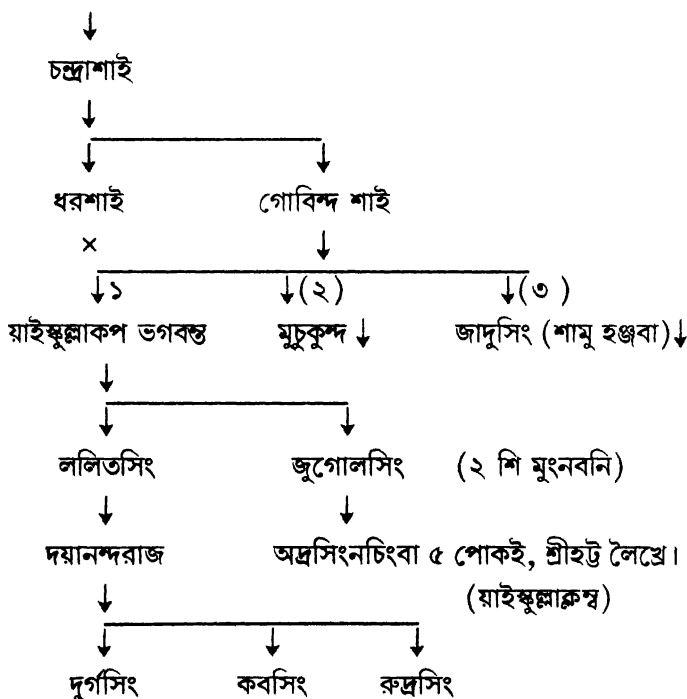 চন্দ্রাশাই
ধরশাই গোবিন্দ শাই
×
১ (২) (৩)
য়াইস্কুল্লাকপ ভগবন্ত মুচুকুন্দ জাদুসিং (শামু হঞ্জবা)
ললিতসিং জুগোলসিং (২ শি মুংনবনি)
দয়ানন্দরাজ অদ্রসিংনচিংবা ৫ পোকই, শ্রীহট্ট লৈখ্রে।
(য়াইস্কুল্লাক্লম্ব)
দুর্গসিং কবসিং রুদ্রসিং